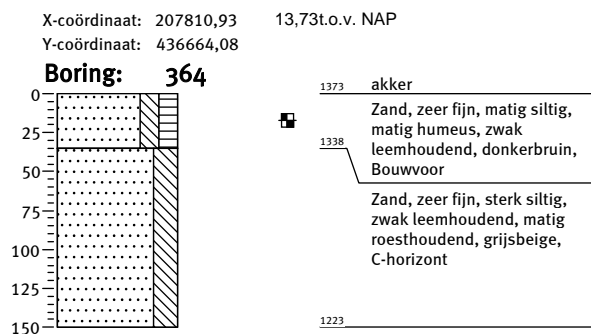 X-coördinaat: 207810,93 13,73t.o.v. NAP
Y-coördinaat: 436664,08
Boring: 364
0
25
50
75
100
125
150
1373 akker
Zand, zeer fijn, matig siltig,
matig humeus, zwak
leemhoudend, donkerbruin,
Bouwvoor
1338
Zand, zeer fijn, sterk siltig,
zwak leemhoudend, matig
roesthoudend, grijsbeige,
C-horizont
1223